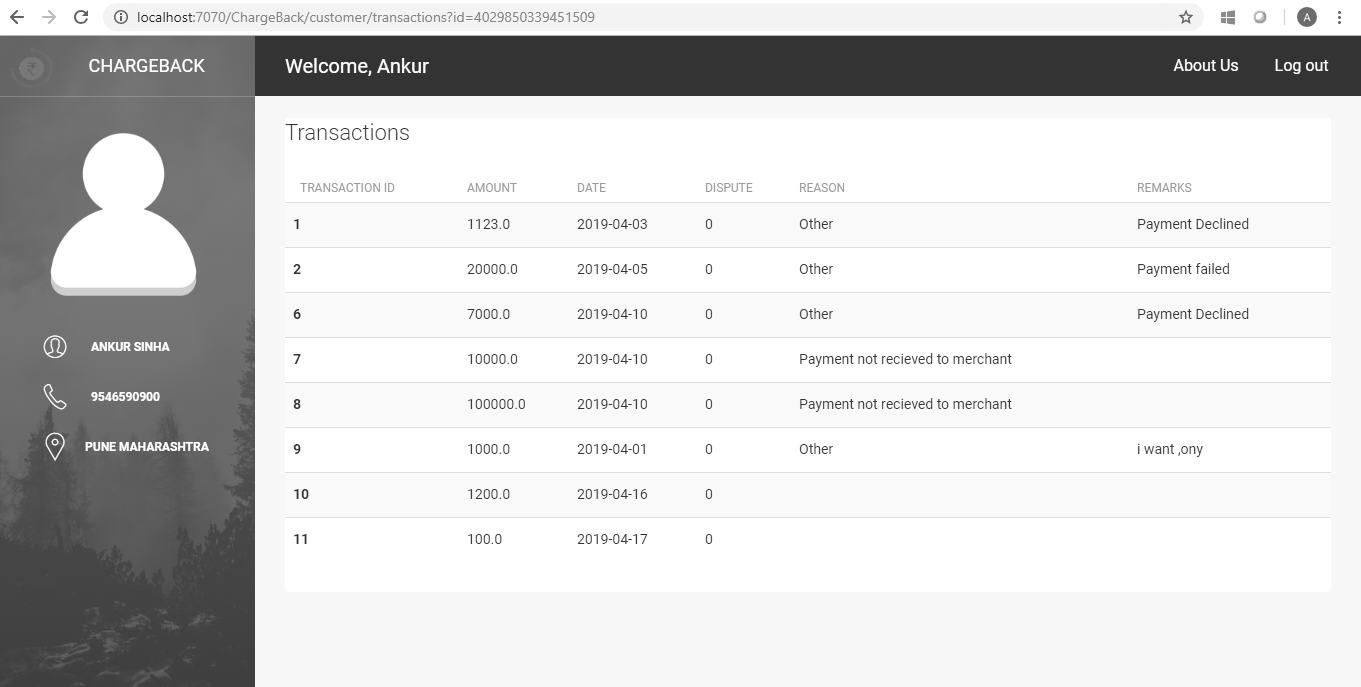 localhost:7070/ChargeBack/customer/transactions?id=4029850339451509
A
₹ CHARGEBACK
Welcome, Ankur
About Us Log out
ANKUR SINHA
9546590900
PUNE MAHARASHTRA
Transactions
TRANSACTION ID AMOUNT DATE DISPUTE REASON REMARKS
1 1123.0 2019-04-03 0 Other Payment Declined
2 20000.0 2019-04-05 0 Other Payment failed
6 7000.0 2019-04-10 0 Other Payment Declined
7 10000.0 2019-04-10 0 Payment not recieved to merchant
8 100000.0 2019-04-10 0 Payment not recieved to merchant
9 1000.0 2019-04-01 0 Other i want ,ony
10 1200.0 2019-04-16 0
11 100.0 2019-04-17 0